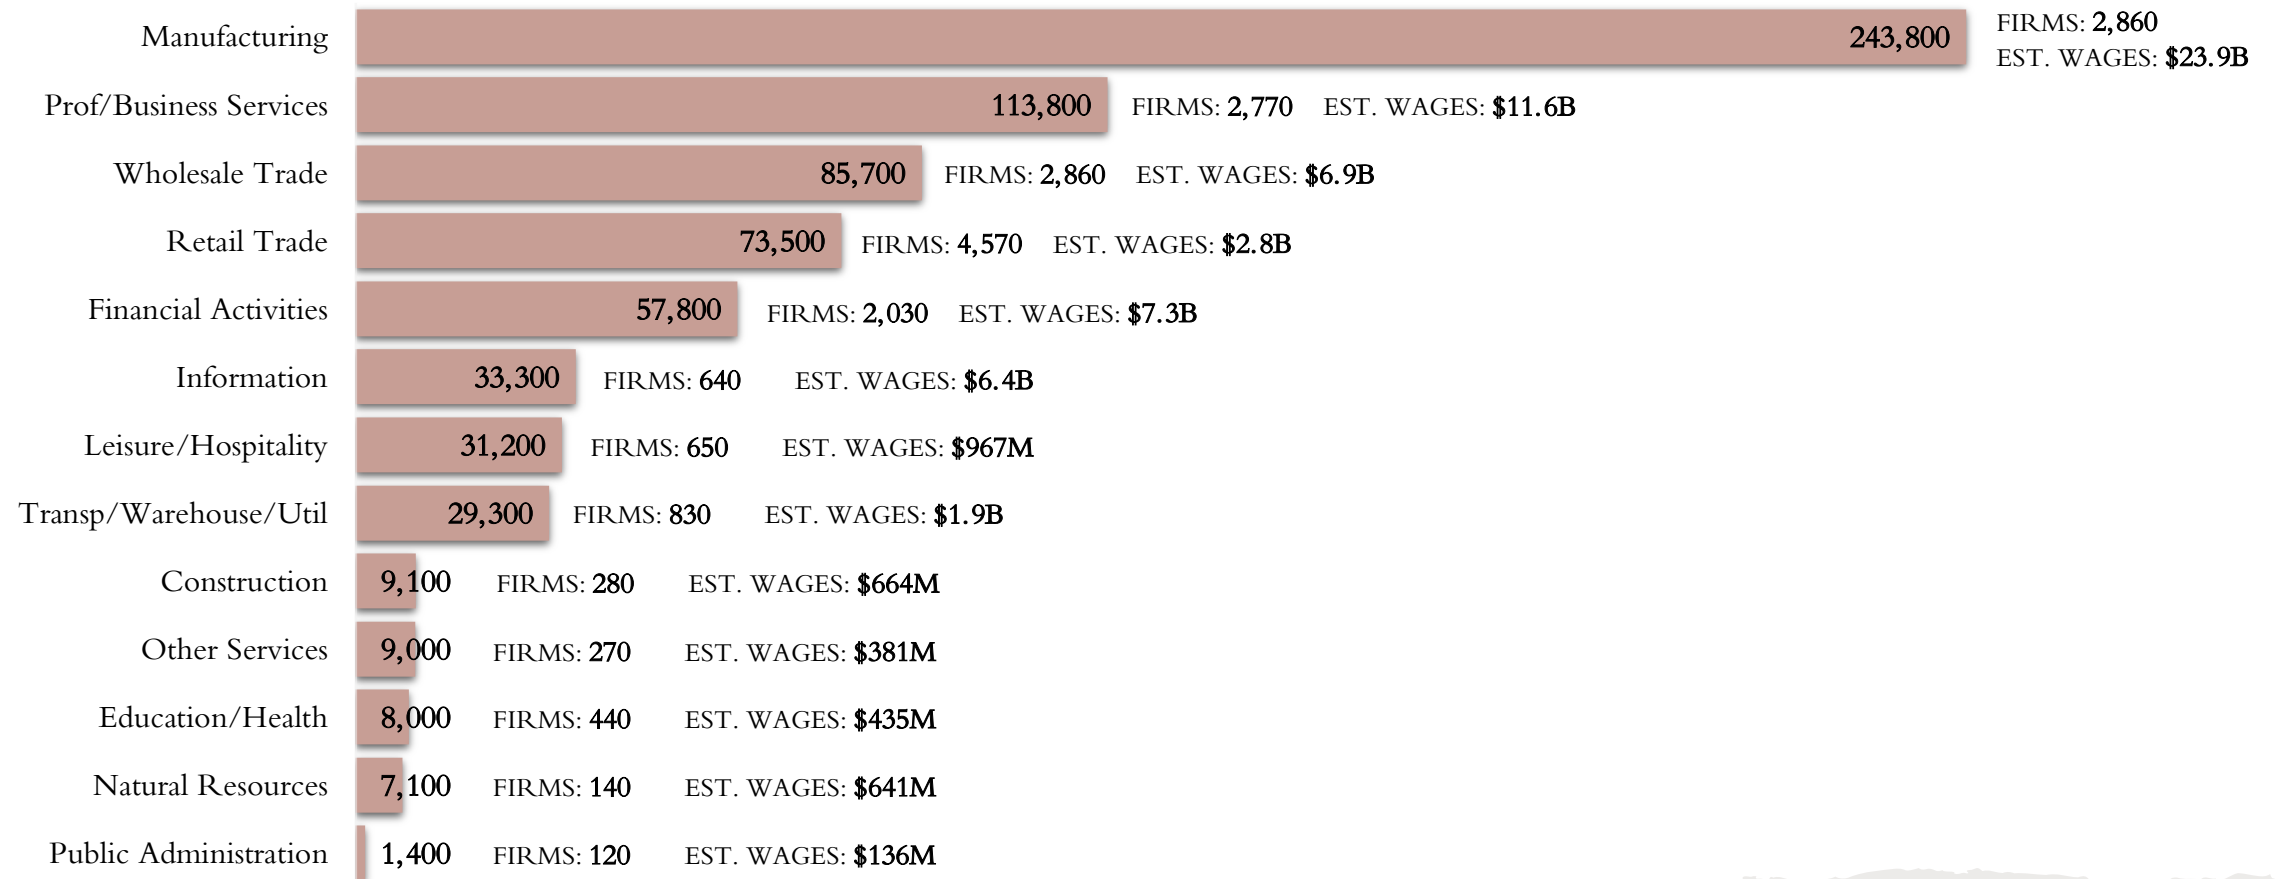 Manufacturing 243,800 FIRMS: 2,860
EST. WAGES: $23.9B
Prof/Business Services 113,800 FIRMS: 2,770 EST. WAGES: $11.6B
Wholesale Trade 85,700 FIRMS: 2,860 EST. WAGES: $6.9B
Retail Trade 73,500 FIRMS: 4,570 EST. WAGES: $2.8B
Financial Activities 57,800 FIRMS: 2,030 EST. WAGES: $7.3B
Information 33,300 FIRMS: 640 EST. WAGES: $6.4B
Leisure/Hospitality 31,200 FIRMS: 650 EST. WAGES: $967M
Transp/Warehouse/Util 29,300 FIRMS: 830 EST. WAGES: $1.9B
Construction 9,100 FIRMS: 280 EST. WAGES: $664M
Other Services 9,000 FIRMS: 270 EST. WAGES: $381M
Education/Health 8,000 FIRMS: 440 EST. WAGES: $435M
Natural Resources 7,100 FIRMS: 140 EST. WAGES: $641M
Public Administration 1,400 FIRMS: 120 EST. WAGES: $136M